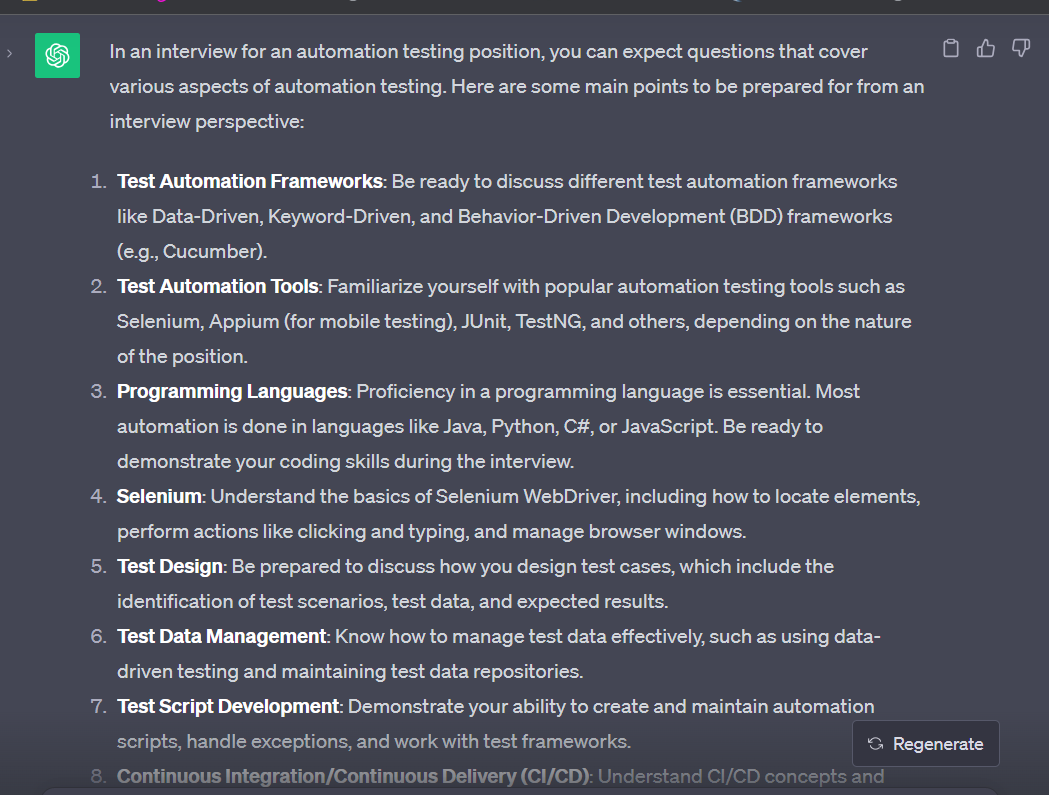 In an interview for an automation testing position, you can expect questions that cover
various aspects of automation testing. Here are some main points to be prepared for from an
interview perspective:
1. Test Automation Frameworks: Be ready to discuss different test automation frameworks
like Data-Driven, Keyword-Driven, and Behavior-Driven Development (BDD) frameworks
(e.g., Cucumber).
2. Test Automation Tools: Familiarize yourself with popular automation testing tools such as
Selenium, Appium (for mobile testing), JUnit, TestNG, and others, depending on the nature
of the position.
3. Programming Languages: Proficiency in a programming language is essential. Most
automation is done in languages like Java, Python, C#, or JavaScript. Be ready to
demonstrate your coding skills during the interview.
4. Selenium: Understand the basics of Selenium WebDriver, including how to locate elements,
perform actions like clicking and typing, and manage browser windows.
5. Test Design: Be prepared to discuss how you design test cases, which include the
identification of test scenarios, test data, and expected results.
6. Test Data Management: Know how to manage test data effectively, such as using data-
driven testing and maintaining test data repositories.
7. Test Script Development: Demonstrate your ability to create and maintain automation
scripts, handle exceptions, and work with test frameworks.
Regenerate
8. Continuous Integration/Continuous Delivery (CI/CD): Understand CI/CD concepts and